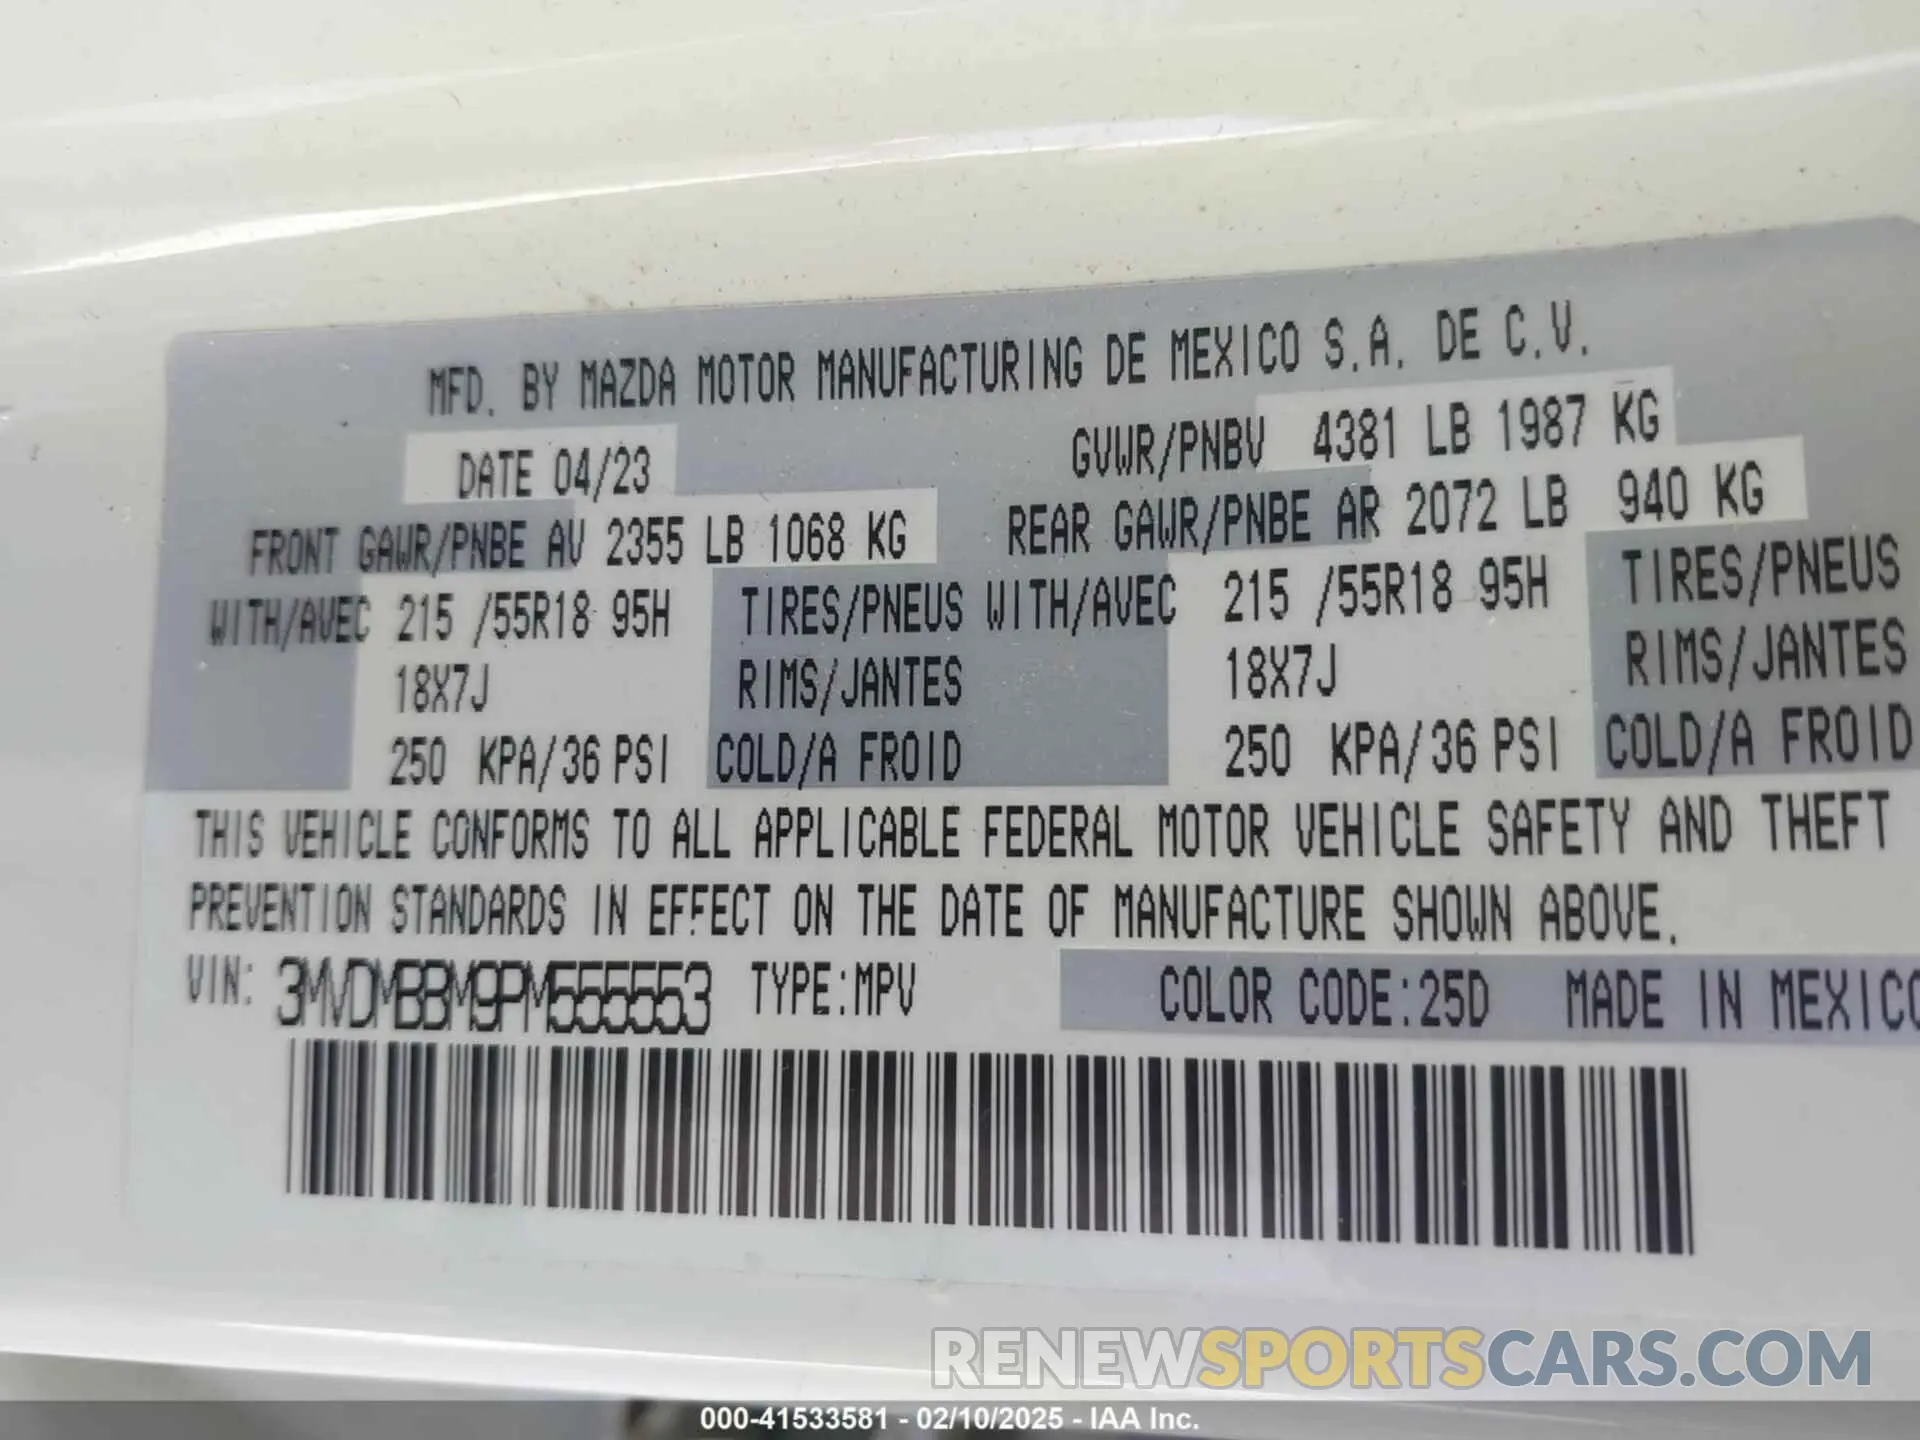 MFD. BY MAZDA MOTOR MANUFACTURING DE MEXICO S.A. DE C.V.
DATE 04/23 GVWR/PNBV 4381 LB 1987 KG
FRONT GAWR/PNBE AV 2355 LB 1068 KG REAR GAWR/PNBE AR 2072 LB 940 KG
WITH/AVEC 215 /55R18 95H TIRES/PNEUS WITH/AVEC 215 /55R18 95H TIRES/PNEUS
18X7J RIMS/JANTES 18X7J RIMS/JANTES
250 KPA/36 PSI COLD/A FROID 250 KPA/36 PSI COLD/A FROID
THIS VEHICLE CONFORMS TO ALL APPLICABLE FEDERAL MOTOR VEHICLE SAFETY AND THEFT
PREVENTION STANDARDS IN EFFECT ON THE DATE OF MANUFACTURE SHOWN ABOVE.
VIN: 3MVDMBBM9PM555553 TYPE:MPV COLOR CODE:25D MADE IN MEXICO
RENEWSPORTSCARS.COM
000-41533581 - 02/10/2025 - IAA Inc.